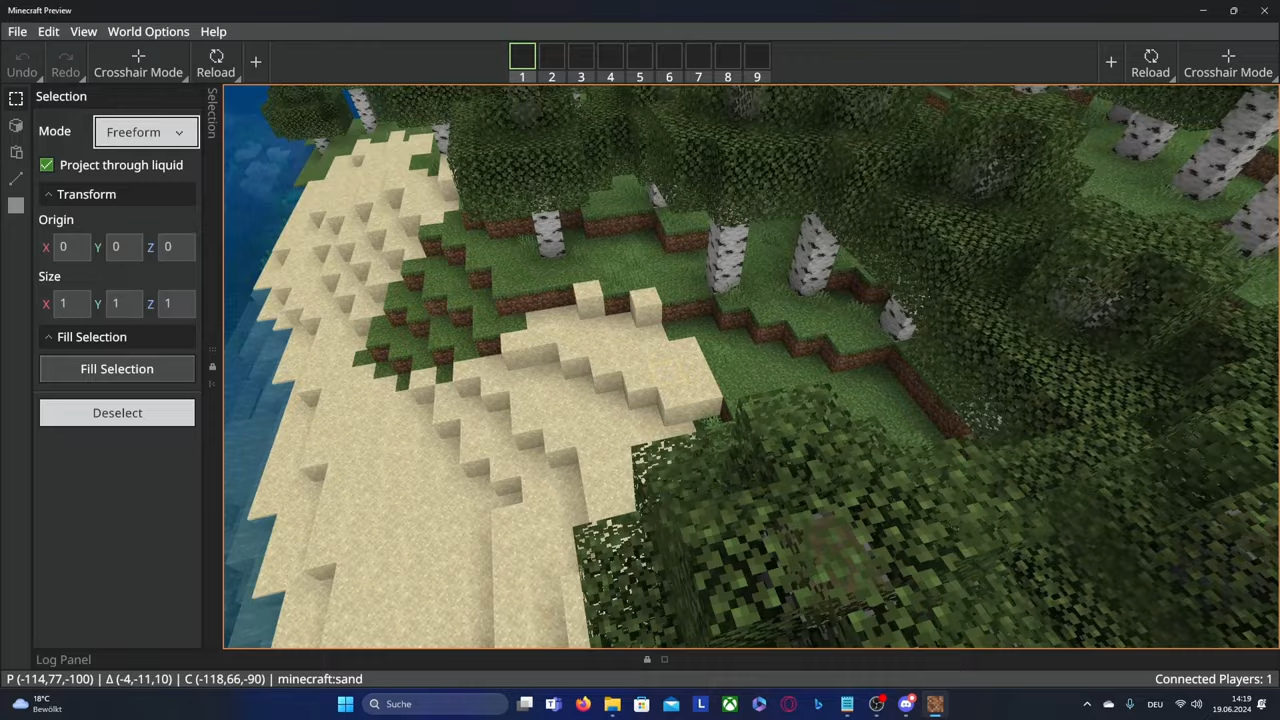 Minecraft Preview
File Edit View World Options Help
Undo Redo Crosshair Mode Reload 1 2 3 4 5 6 7 8 9 Reload Crosshair Mode
Selection
Selection
Mode Freeform
Project through liquid
Transform
Origin
X 0 Y 0 Z 0
Size
X 1 Y 1 Z 1
Fill Selection
Fill Selection
Deselect
Log Panel
P (-114,77,-100) | Δ (-4,-11,10) | C (-118,66,-90) | minecraft:sand Connected Players: 1
18°C
Bewölkt
Suche
DEU
14:19
19.06.2024